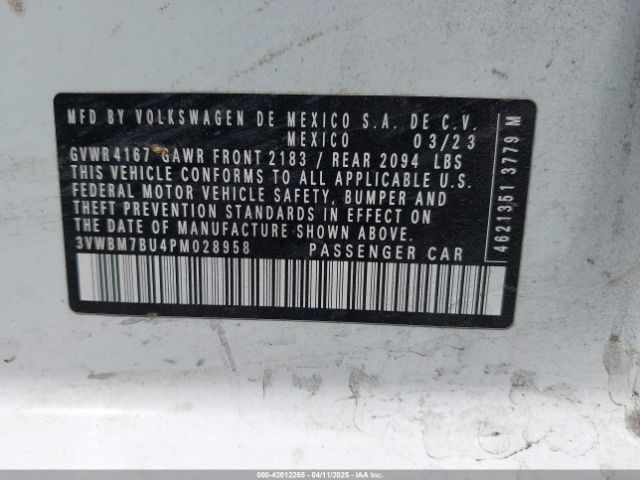 MFD BY VOLKSWAGEN DE MEXICO S.A. DE C.V.
MEXICO 03/23
GVWR 4167 GAWR FRONT 2183 / REAR 2094 LBS
THIS VEHICLE CONFORMS TO ALL APPLICABLE U.S.
FEDERAL MOTOR VEHICLE SAFETY, BUMPER AND
THEFT PREVENTION STANDARDS IN EFFECT ON
THE DATE OF MANUFACTURE SHOWN ABOVE.
3VWBM7BU4PM028958 PASSENGER CAR
4621351 3779 M
000-42012265 - 04/11/2025 - IAAI.COM